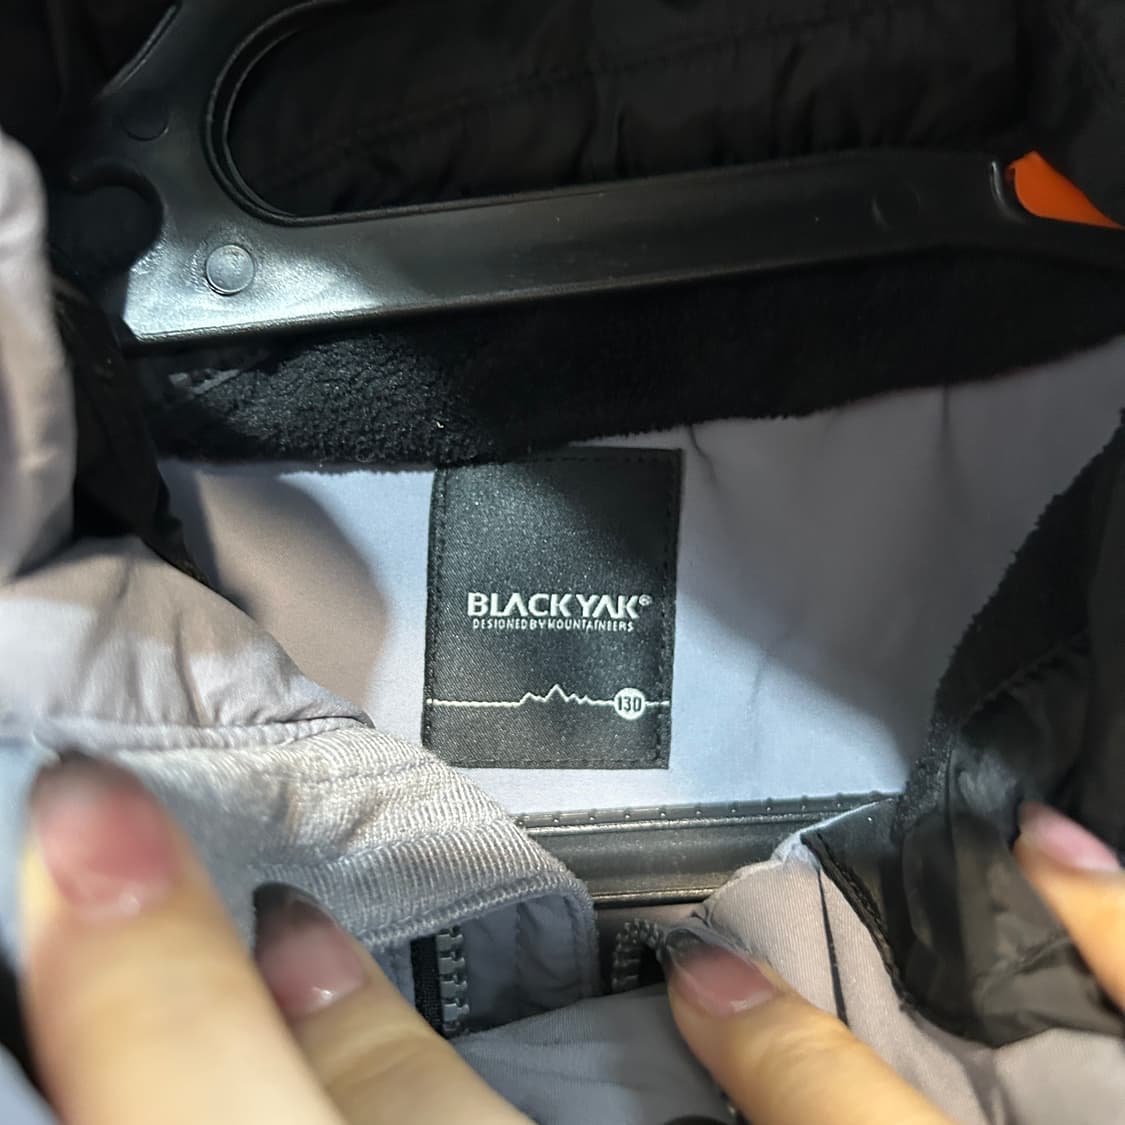 BLACKYAK®
DESIGNED BY MOUNTAINEERS
130